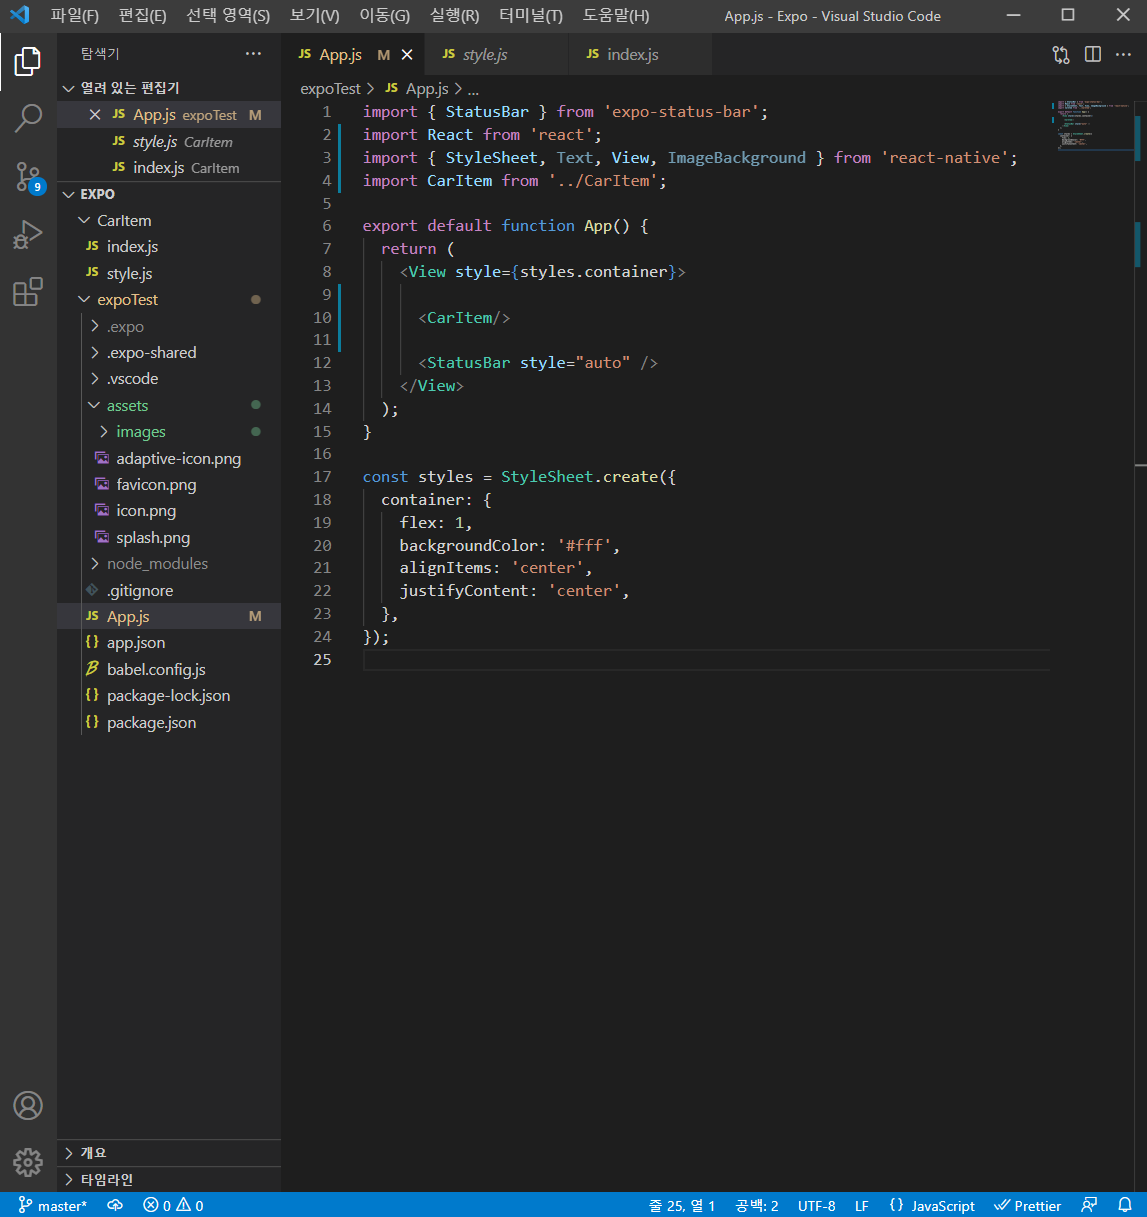 파일(F) 편집(E) 선택 영역(S) 보기(V) 이동(G) 실행(R) 터미널(T) 도움말(H) App.js - Expo - Visual Studio Code
탐색기 ...
열려 있는 편집기
JS App.js expoTest M
JS style.js CarItem
JS index.js CarItem
EXPO
CarItem
JS index.js
JS style.js
expoTest
.expo
.expo-shared
.vscode
assets
images
adaptive-icon.png
favicon.png
icon.png
splash.png
node_modules
.gitignore
JS App.js M
{} app.json
babel.config.js
{} package-lock.json
{} package.json
개요
타임라인
9
JS App.js M JS style.js JS index.js
expoTest > JS App.js > ...
1 import { StatusBar } from 'expo-status-bar';
2 import React from 'react';
3 import { StyleSheet, Text, View, ImageBackground } from 'react-native';
4 import CarItem from '../CarItem';
5
6 export default function App() {
7 return (
8 <View style={styles.container}>
9
10 <CarItem/>
11
12 <StatusBar style="auto" />
13 </View>
14 );
15 }
16
17 const styles = StyleSheet.create({
18 container: {
19 flex: 1,
20 backgroundColor: '#fff',
21 alignItems: 'center',
22 justifyContent: 'center',
23 },
24 });
25
master* 0 0 줄 25, 열 1 공백: 2 UTF-8 LF {} JavaScript Prettier